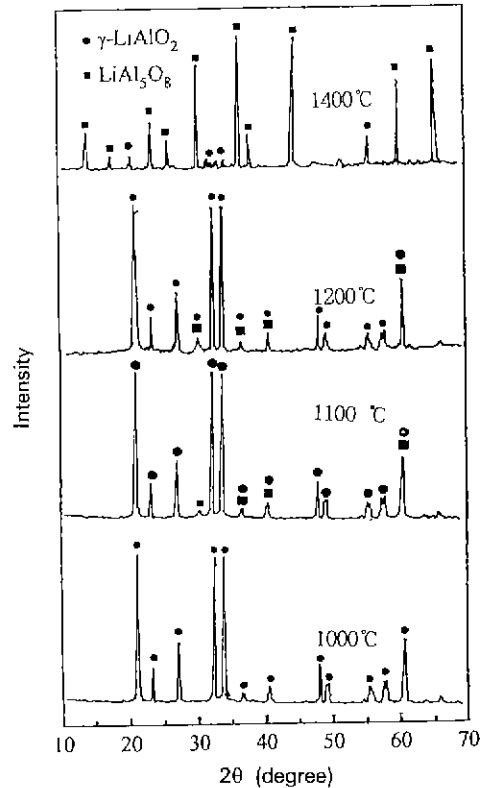 ● γ-LiAlO₂
■ LiAl₅O₈
1400℃
1200℃
1100 ℃
1000℃
Intensity
10 20 30 40 50 60 70
2θ (degree)